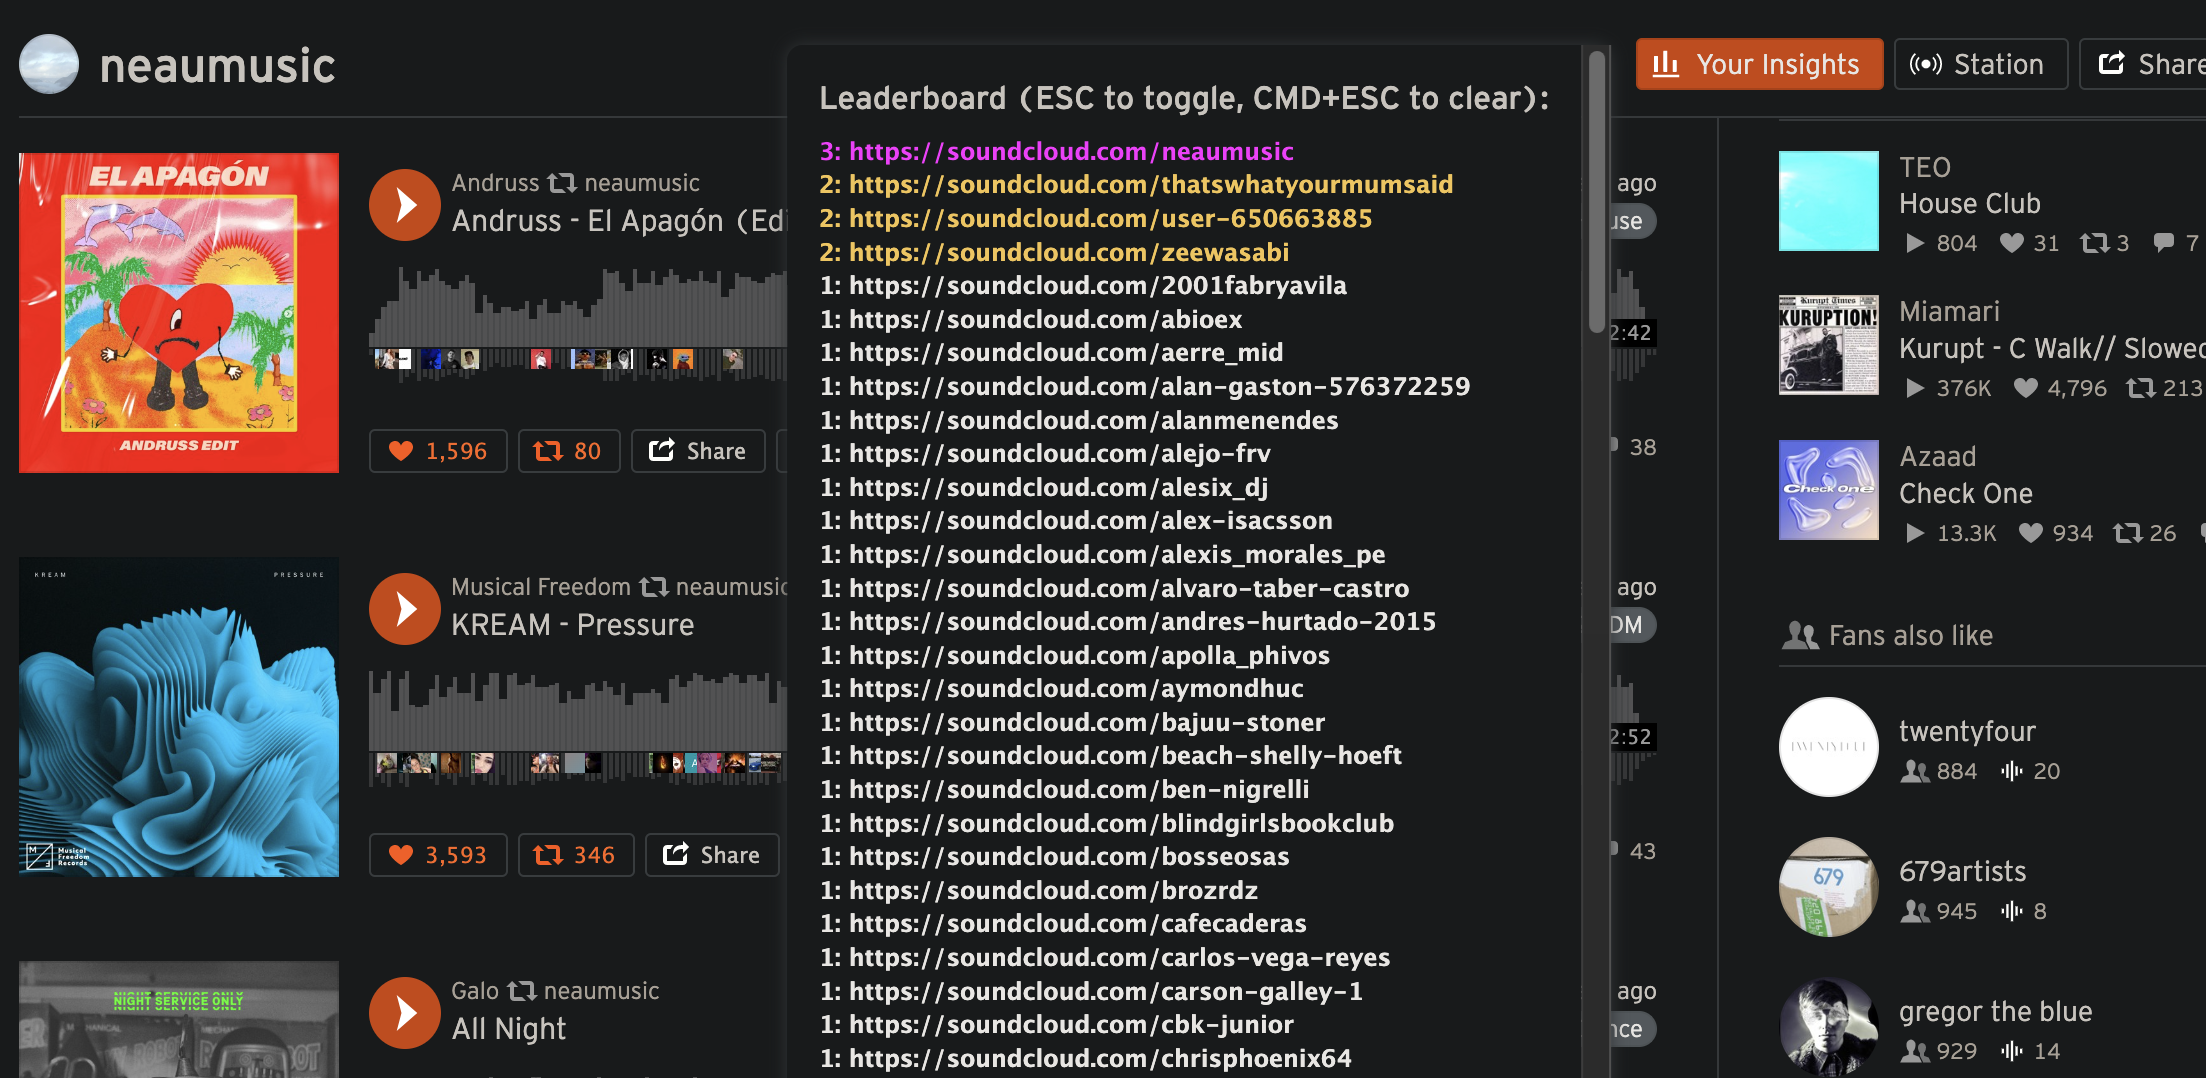 neaumusic
Your Insights
Station
Share
Leaderboard (ESC to toggle, CMD+ESC to clear):
3: https://soundcloud.com/neaumusic
2: https://soundcloud.com/thatswhatyourmumsaid
2: https://soundcloud.com/user-650663885
2: https://soundcloud.com/zeewasabi
1: https://soundcloud.com/2001fabryavila
1: https://soundcloud.com/abioex
1: https://soundcloud.com/aerre_mid
1: https://soundcloud.com/alan-gaston-576372259
1: https://soundcloud.com/alanmenendes
1: https://soundcloud.com/alejo-frv
1: https://soundcloud.com/alesix_dj
1: https://soundcloud.com/alex-isacsson
1: https://soundcloud.com/alexis_morales_pe
1: https://soundcloud.com/alvaro-taber-castro
1: https://soundcloud.com/andres-hurtado-2015
1: https://soundcloud.com/apolla_phivos
1: https://soundcloud.com/aymondhuc
1: https://soundcloud.com/bajuu-stoner
1: https://soundcloud.com/beach-shelly-hoeft
1: https://soundcloud.com/ben-nigrelli
1: https://soundcloud.com/blindgirlsbookclub
1: https://soundcloud.com/bosseosas
1: https://soundcloud.com/brozrdz
1: https://soundcloud.com/cafecaderas
1: https://soundcloud.com/carlos-vega-reyes
1: https://soundcloud.com/carson-galley-1
1: https://soundcloud.com/cbk-junior
1: https://soundcloud.com/chrisphoenix64
EL APAGÓN
ANDRUSS EDIT
Andruss neaumusic
Andruss - El Apagón (Edi
ago
use
2:42
1,596
80
Share
38
KREAM
PRESSURE
Musical Freedom Records
Musical Freedom neaumusic
KREAM - Pressure
ago
DM
2:52
3,593
346
Share
43
NIGHT SERVICE ONLY
Galo neaumusic
All Night
ago
nce
TEO
House Club
804 31 3 7
Kurupt Times
KURUPTION!
Miamari
Kurupt - C Walk// Slowed
376K 4,796 213
Check One
Azaad
Check One
13.3K 934 26
Fans also like
TWENTYFOUR
twentyfour
884 20
679
679artists
945 8
gregor the blue
929 14